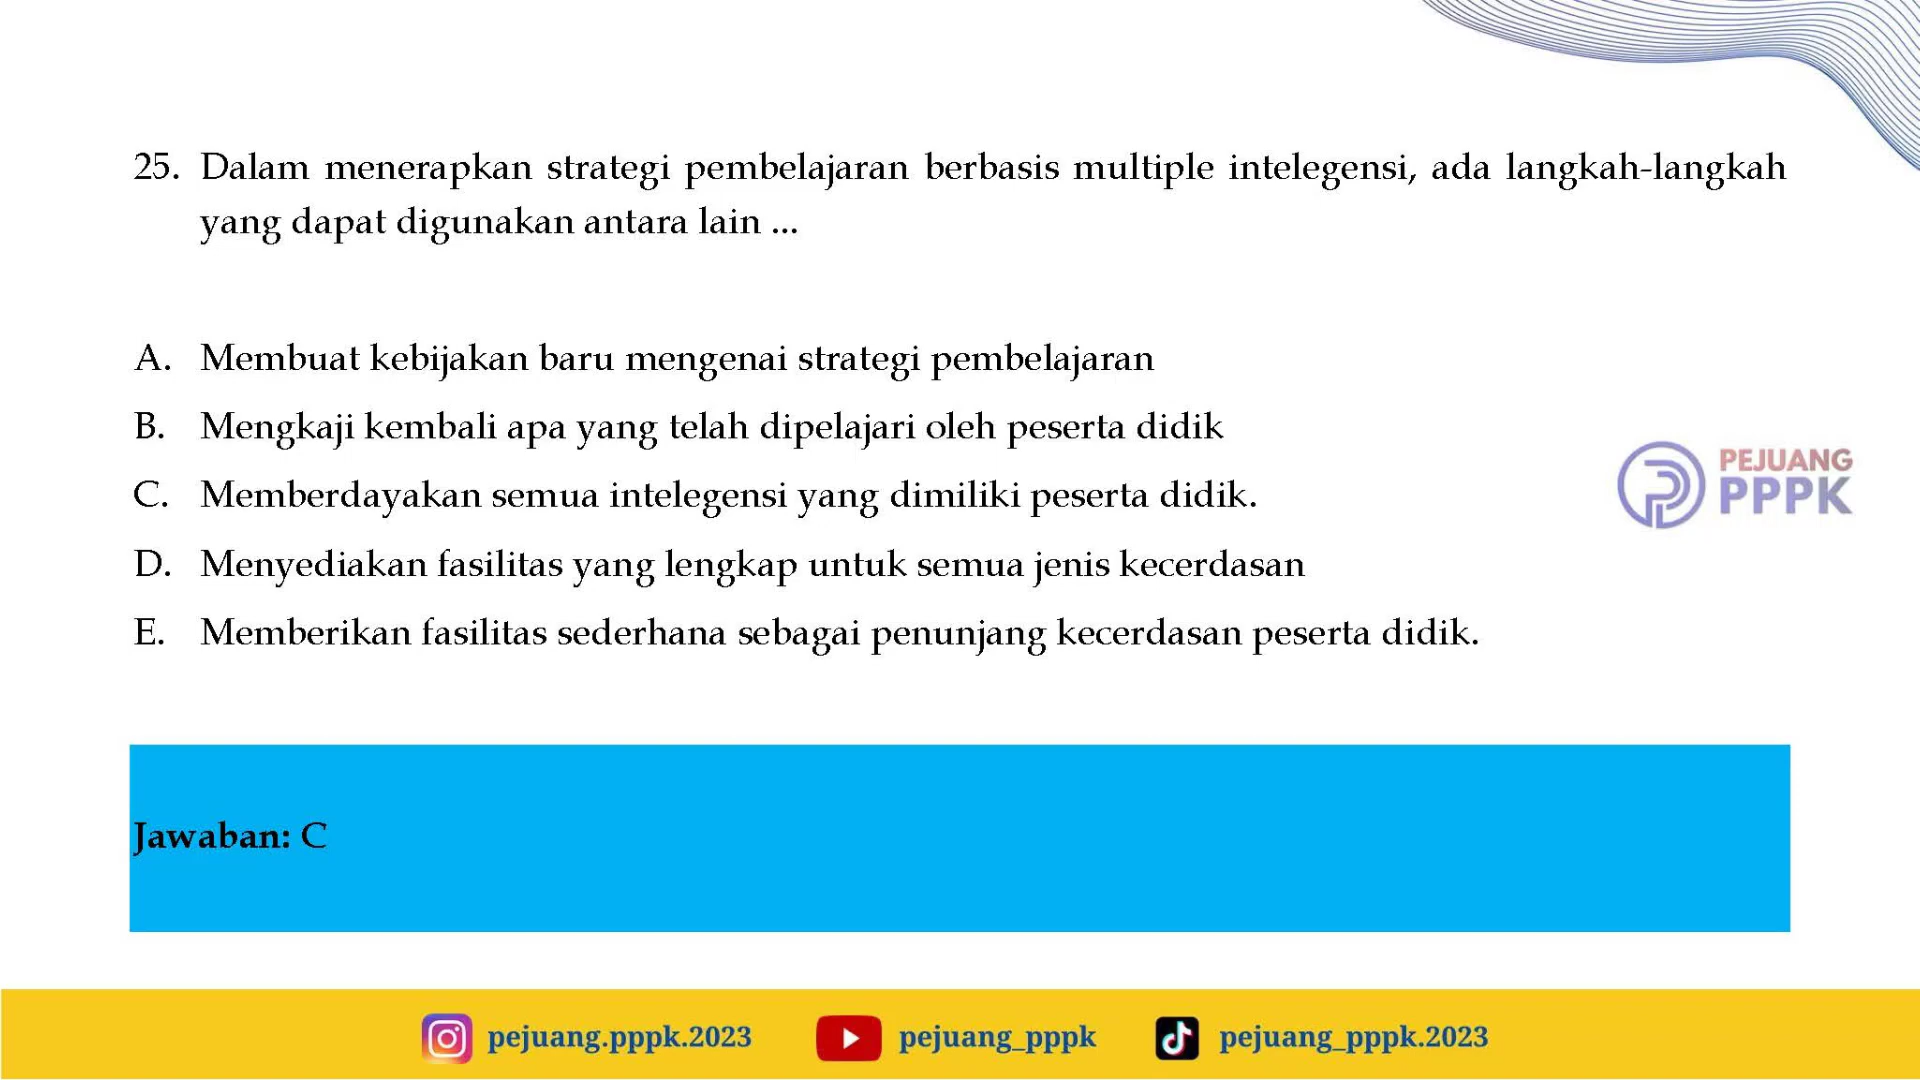 25. Dalam menerapkan strategi pembelajaran berbasis multiple intelegensi, ada langkah-langkah
yang dapat digunakan antara lain ...
A. Membuat kebijakan baru mengenai strategi pembelajaran
B. Mengkaji kembali apa yang telah dipelajari oleh peserta didik
C. Memberdayakan semua intelegensi yang dimiliki peserta didik.
D. Menyediakan fasilitas yang lengkap untuk semua jenis kecerdasan
E. Memberikan fasilitas sederhana sebagai penunjang kecerdasan peserta didik.
PEJUANG
PPPK
Jawaban: C
pejuang.pppk.2023 pejuang_pppk pejuang_pppk.2023